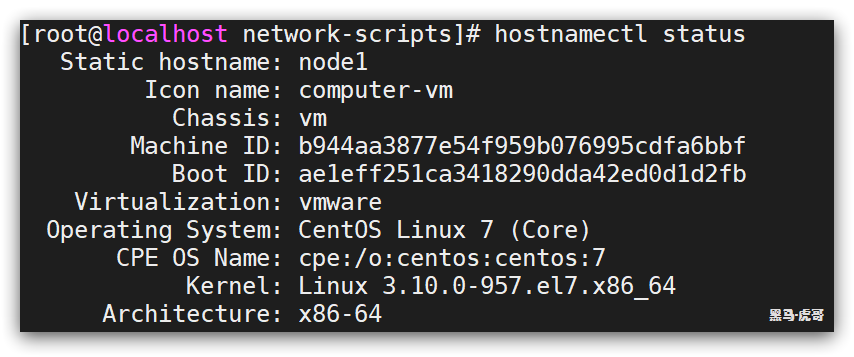 [root@localhost network-scripts]# hostnamectl status
Static hostname: node1
Icon name: computer-vm
Chassis: vm
Machine ID: b944aa3877e54f959b076995cdfa6bbf
Boot ID: ae1eff251ca3418290dda42ed0d1d2fb
Virtualization: vmware
Operating System: CentOS Linux 7 (Core)
CPE OS Name: cpe:/o:centos:centos:7
Kernel: Linux 3.10.0-957.el7.x86_64
Architecture: x86-64
黑马-虎哥